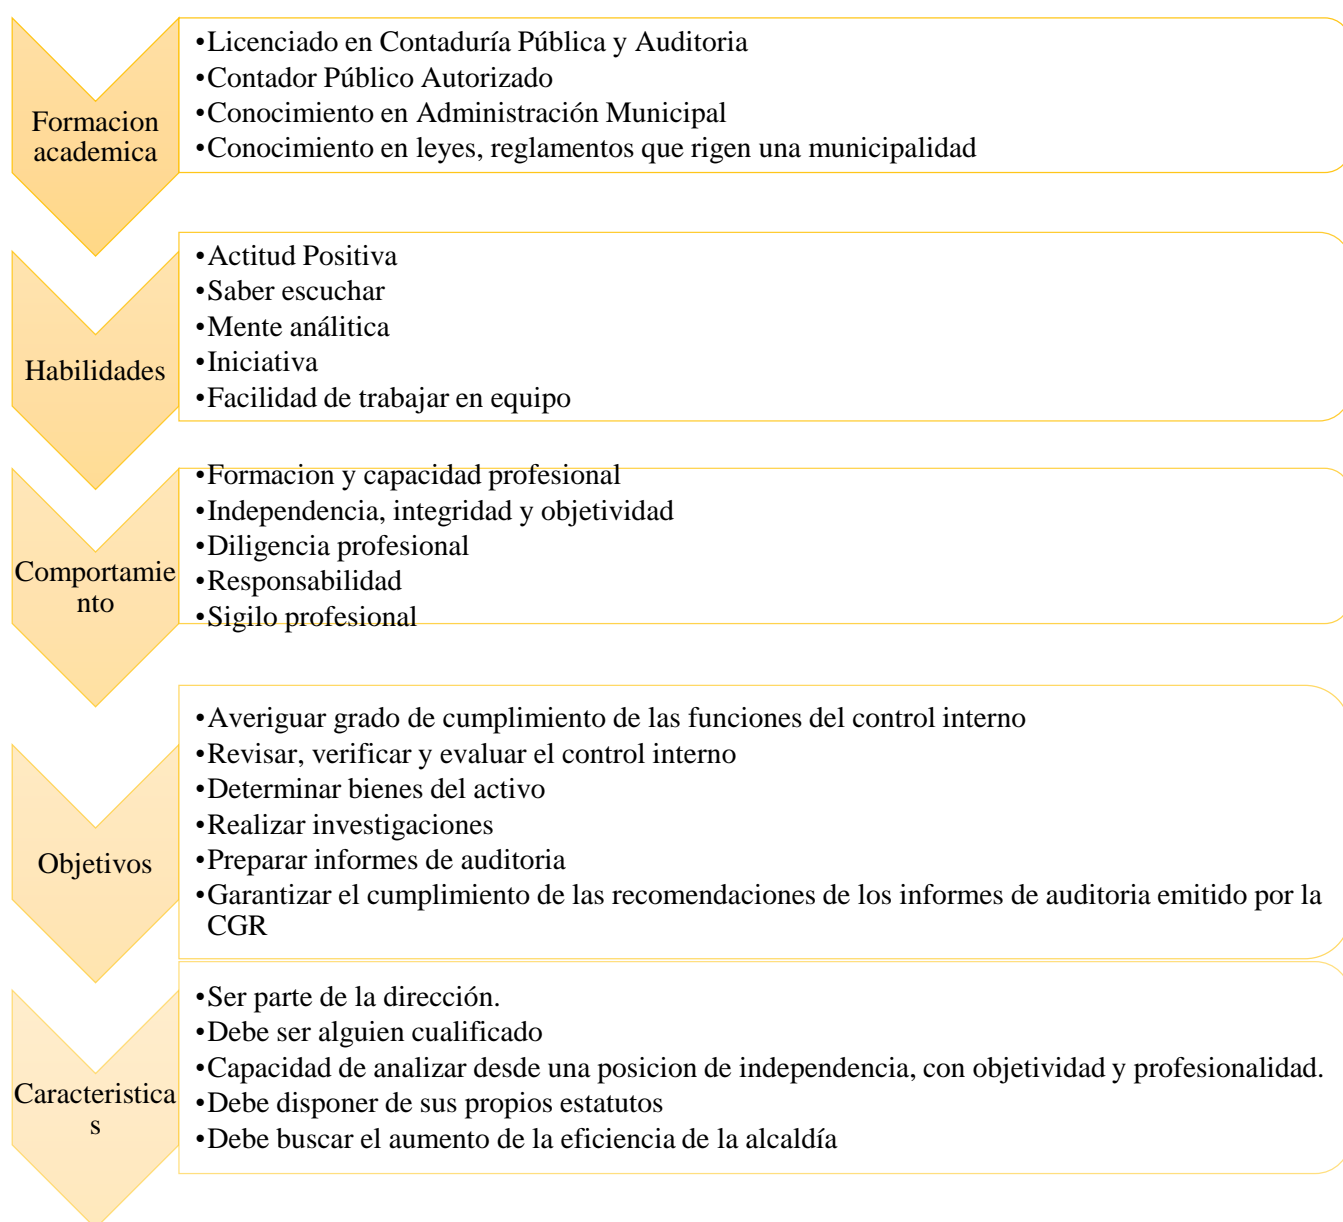 Formacion
academica
•Licenciado en Contaduría Pública y Auditoria
•Contador Público Autorizado
•Conocimiento en Administración Municipal
•Conocimiento en leyes, reglamentos que rigen una municipalidad
Habilidades
•Actitud Positiva
•Saber escuchar
•Mente análitica
•Iniciativa
•Facilidad de trabajar en equipo
Comportamie
nto
•Formacion y capacidad profesional
•Independencia, integridad y objetividad
•Diligencia profesional
•Responsabilidad
•Sigilo profesional
Objetivos
•Averiguar grado de cumplimiento de las funciones del control interno
•Revisar, verificar y evaluar el control interno
•Determinar bienes del activo
•Realizar investigaciones
•Preparar informes de auditoria
•Garantizar el cumplimiento de las recomendaciones de los informes de auditoria emitido por la
CGR
Caracteristica
s
•Ser parte de la dirección.
•Debe ser alguien cualificado
•Capacidad de analizar desde una posicion de independencia, con objetividad y profesionalidad.
•Debe disponer de sus propios estatutos
•Debe buscar el aumento de la eficiencia de la alcaldía